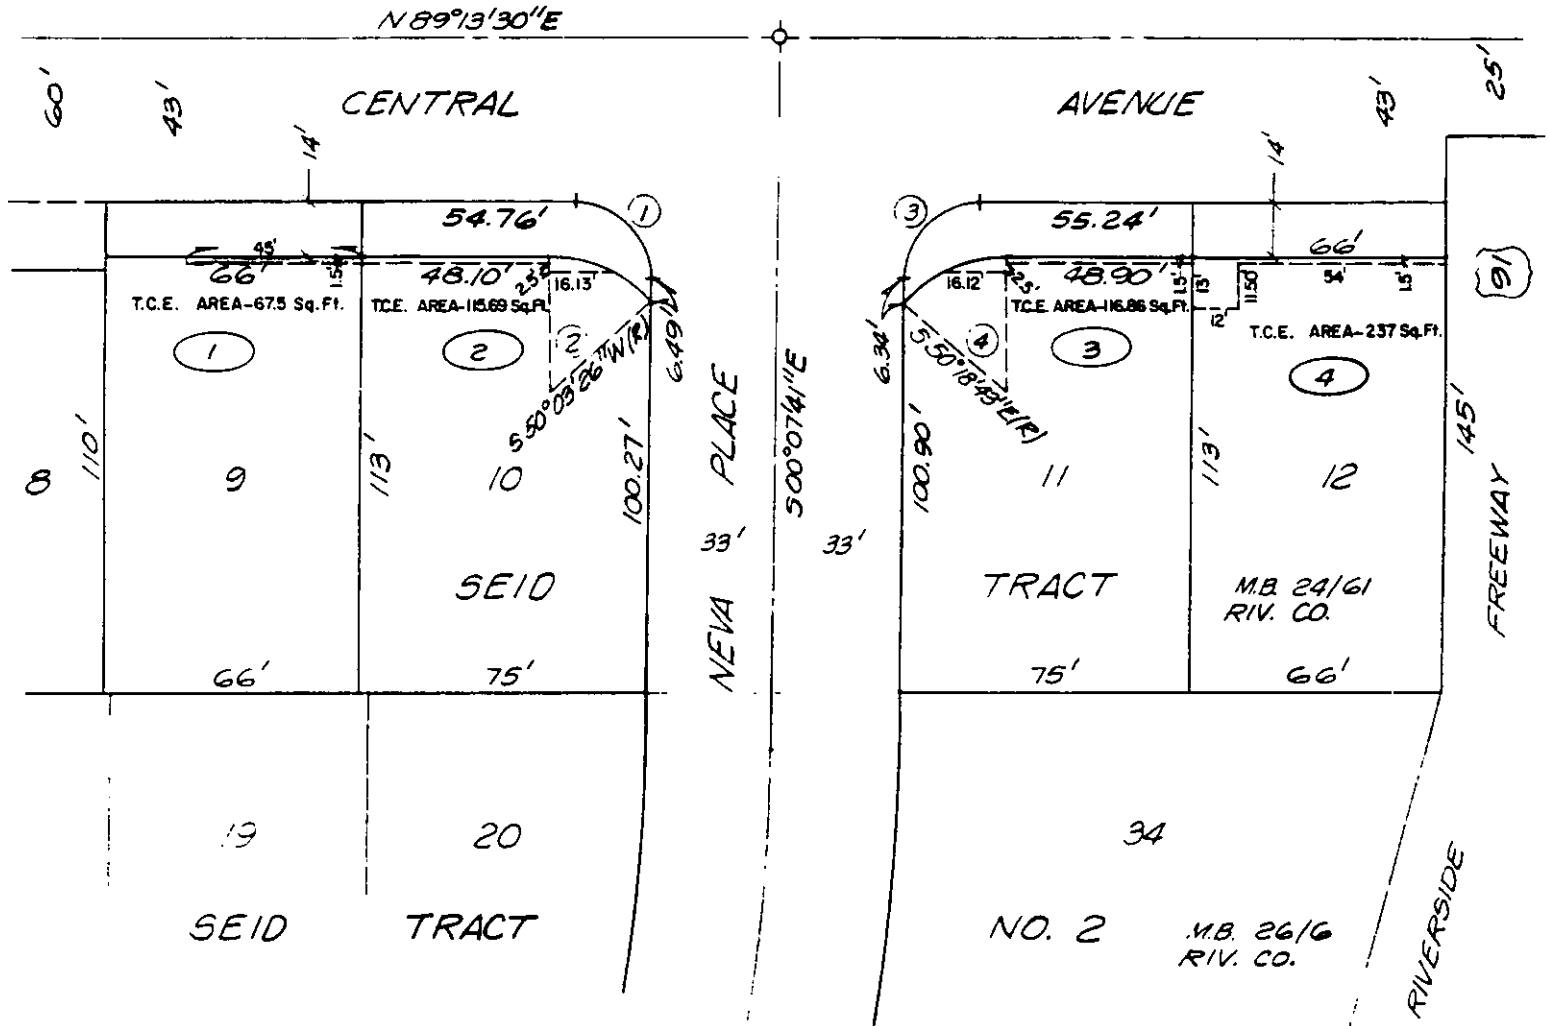 N 89°13'30"E
60'
43'
CENTRAL
AVENUE
43'
25'
14'
14'
54.76'
1
3
55.24'
45'
66'
1.5'
48.10'
2.5'
16.13'
16.12'
2.5'
48.90'
1.5'
13'
11.50'
12'
66'
54'
1.5'
91
T.C.E. AREA-67.5 Sq.Ft.
T.C.E. AREA-115.69 Sq.Ft.
T.C.E. AREA-116.86 Sq.Ft.
T.C.E. AREA-237 Sq.Ft.
1
2
2
6.49'
6.34'
4
3
4
S 50°03'26"W(R)
S 50°18'43"E(R)
8
110'
9
113'
10
100.27'
NEVA PLACE
S00°07'41"E
100.90'
11
113'
12
145'
33'
33'
SEID
TRACT
M.B. 24/61
RIV. CO.
FREEWAY
66'
75'
75'
66'
19
20
34
SEID TRACT
NO. 2
M.B. 26/6
RIV. CO.
RIVERSIDE